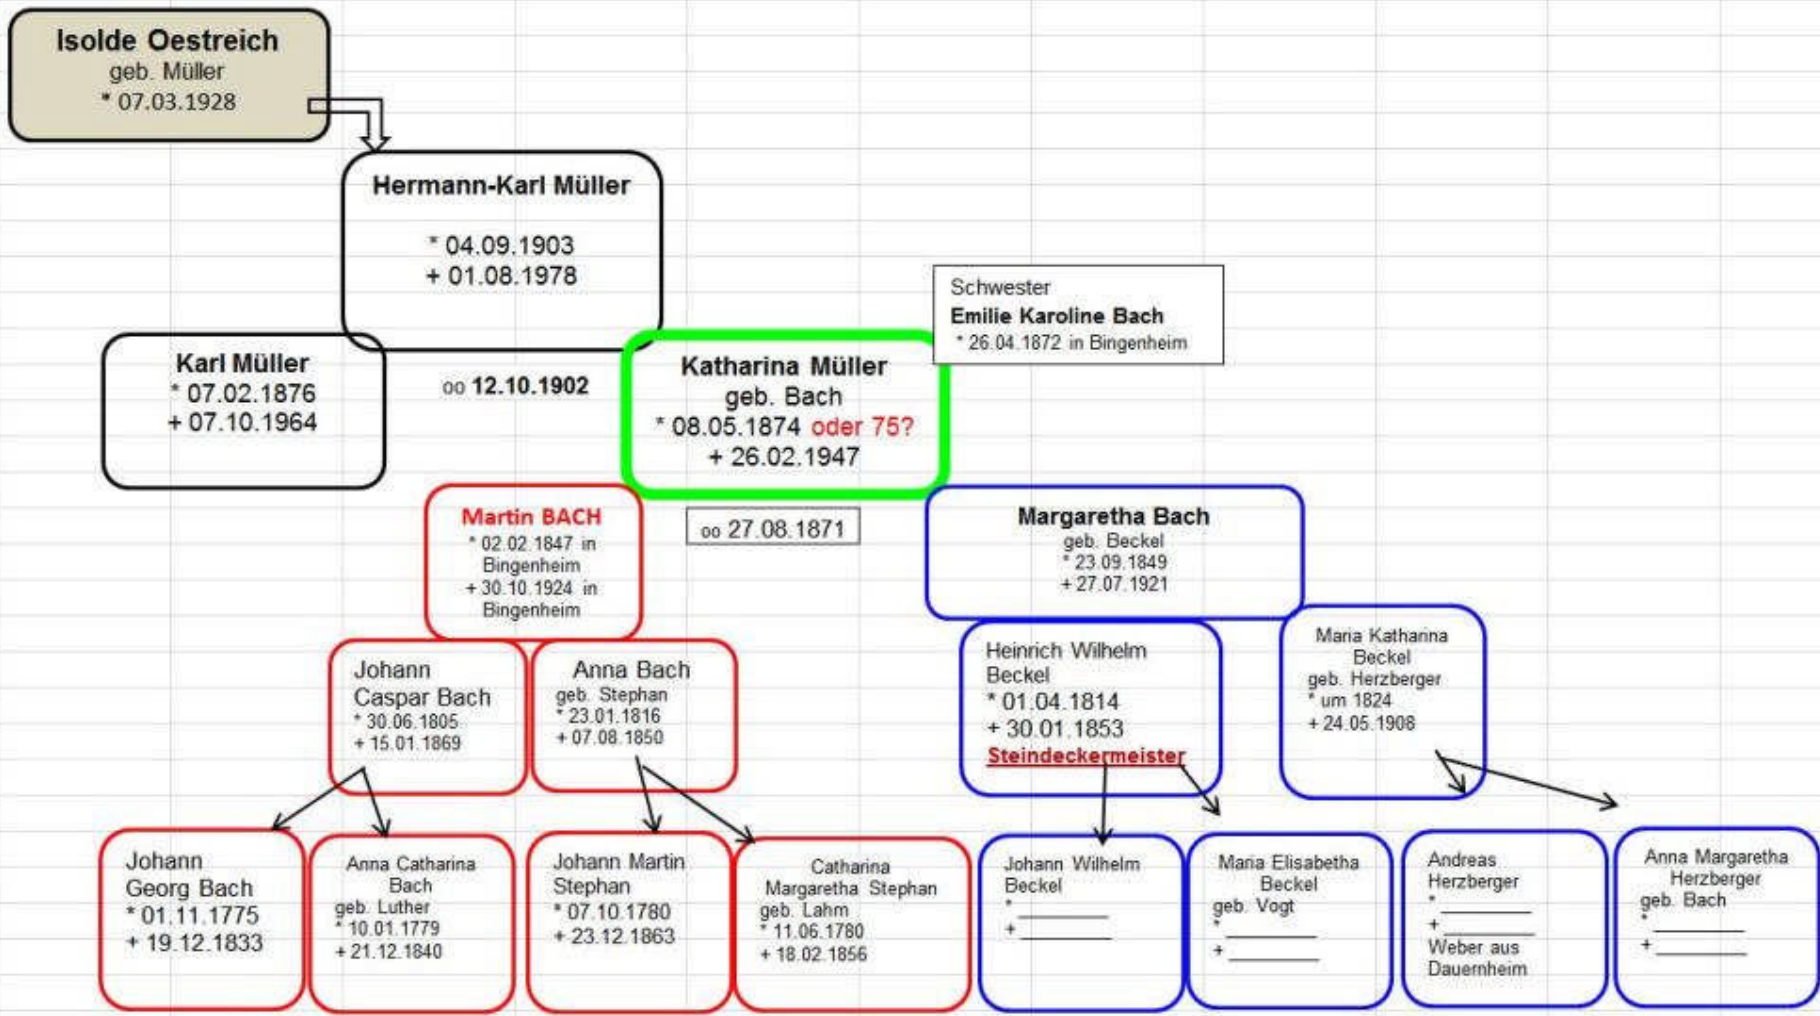 Isolde Oestreich
geb. Müller
* 07.03.1928
Hermann-Karl Müller
* 04.09.1903
+ 01.08.1978
Schwester
Emilie Karoline Bach
* 26.04.1872 in Bingenheim
Karl Müller
* 07.02.1876
+ 07.10.1964
oo 12.10.1902
Katharina Müller
geb. Bach
* 08.05.1874 oder 75?
+ 26.02.1947
Martin BACH
* 02.02.1847 in
Bingenheim
+ 30.10.1924 in
Bingenheim
oo 27.08.1871
Margaretha Bach
geb. Beckel
* 23.09.1849
+ 27.07.1921
Johann
Caspar Bach
* 30.06.1805
+ 15.01.1869
Anna Bach
geb. Stephan
* 23.01.1816
+ 07.08.1850
Heinrich Wilhelm
Beckel
* 01.04.1814
+ 30.01.1853
Steindeckermeister
Maria Katharina
Beckel
geb. Herzberger
* um 1824
+ 24.05.1908
Johann
Georg Bach
* 01.11.1775
+ 19.12.1833
Anna Catharina
Bach
geb. Luther
* 10.01.1779
+ 21.12.1840
Johann Martin
Stephan
* 07.10.1780
+ 23.12.1863
Catharina
Margaretha Stephan
geb. Lahm
* 11.06.1780
+ 18.02.1856
Johann Wilhelm
Beckel
* ________
+ ________
Maria Elisabetha
Beckel
geb. Vogt
* ________
+ ________
Andreas
Herzberger
* ________
+ ________
Weber aus
Dauernheim
Anna Margaretha
Herzberger
geb. Bach
* ________
+ ________